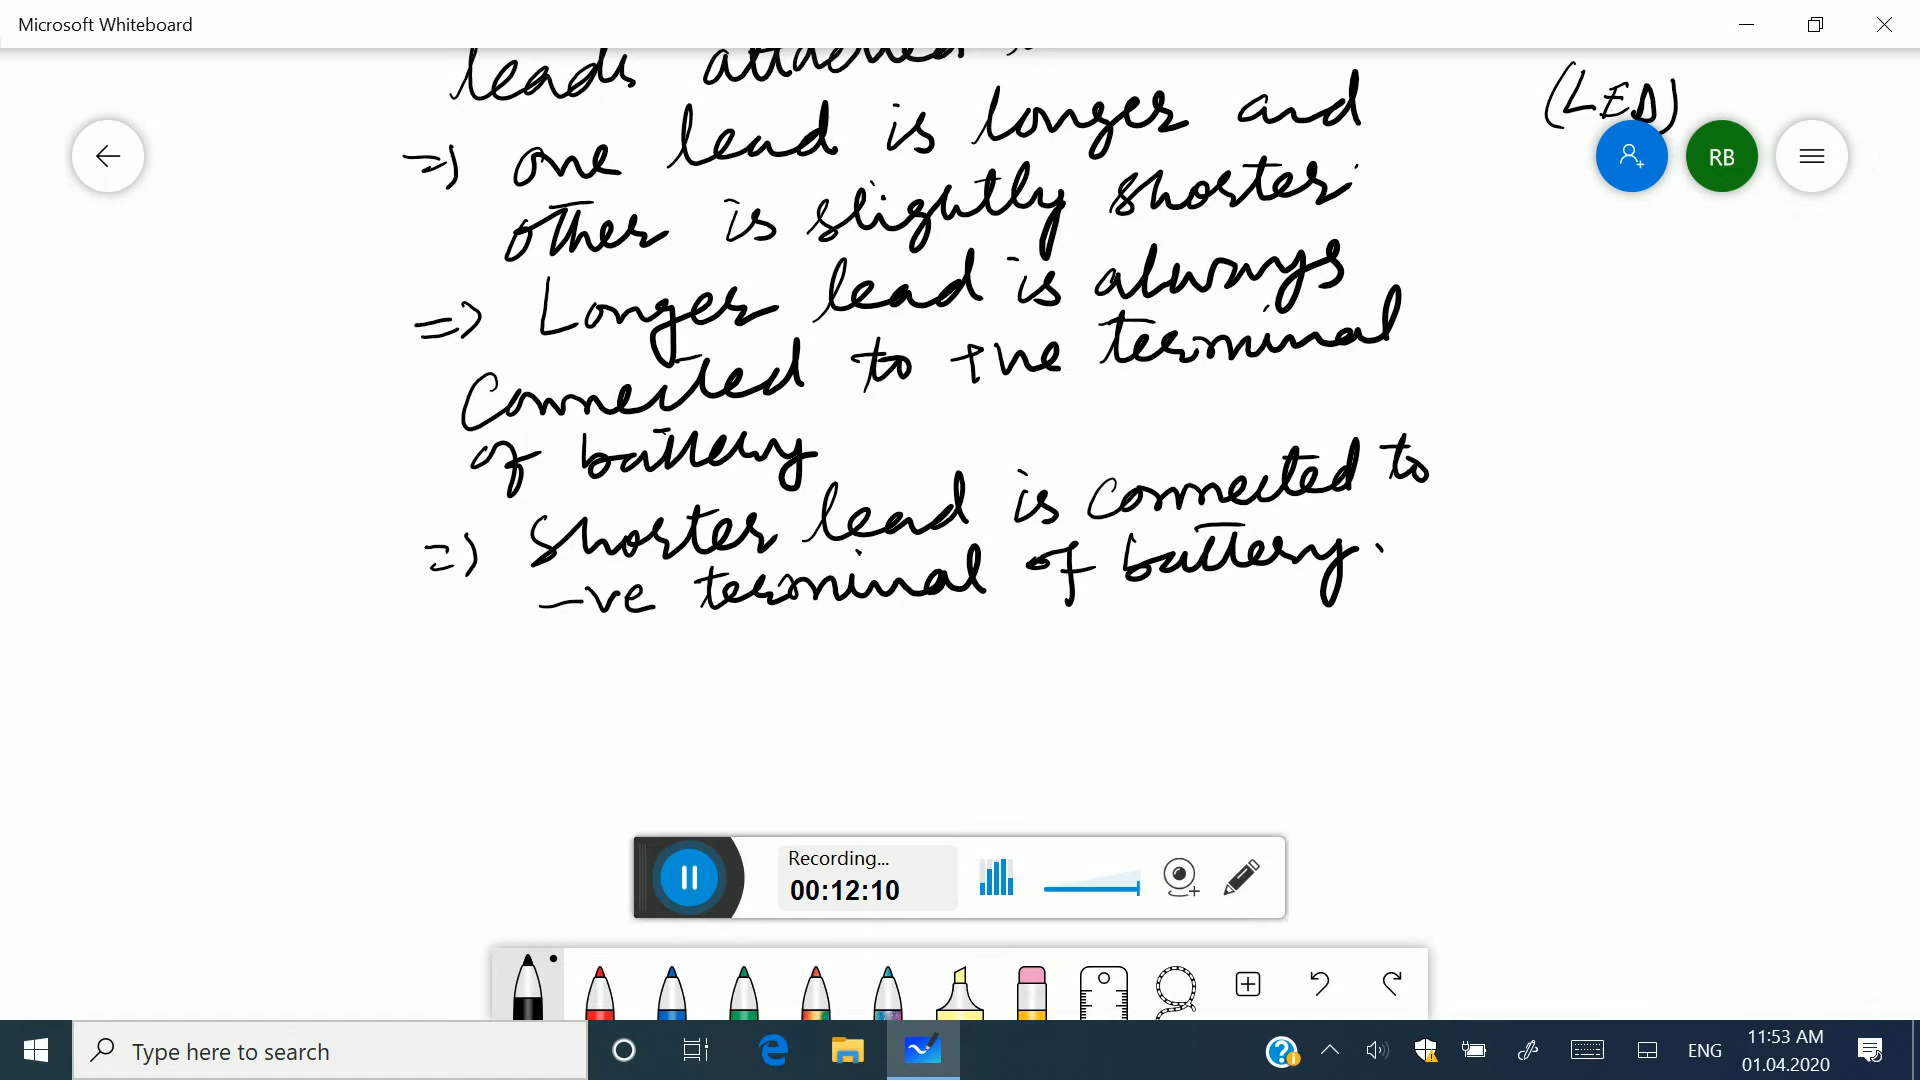 Microsoft Whiteboard
leads attached
(LED)
=> one lead is longer and
other is slightly shorter.
RB
=> Longer lead is always
Connected to +ve terminal
of battery
=> Shorter lead is connected to
-ve terminal of battery.
Recording...
00:12:10
Type here to search
ENG
11:53 AM
01.04.2020